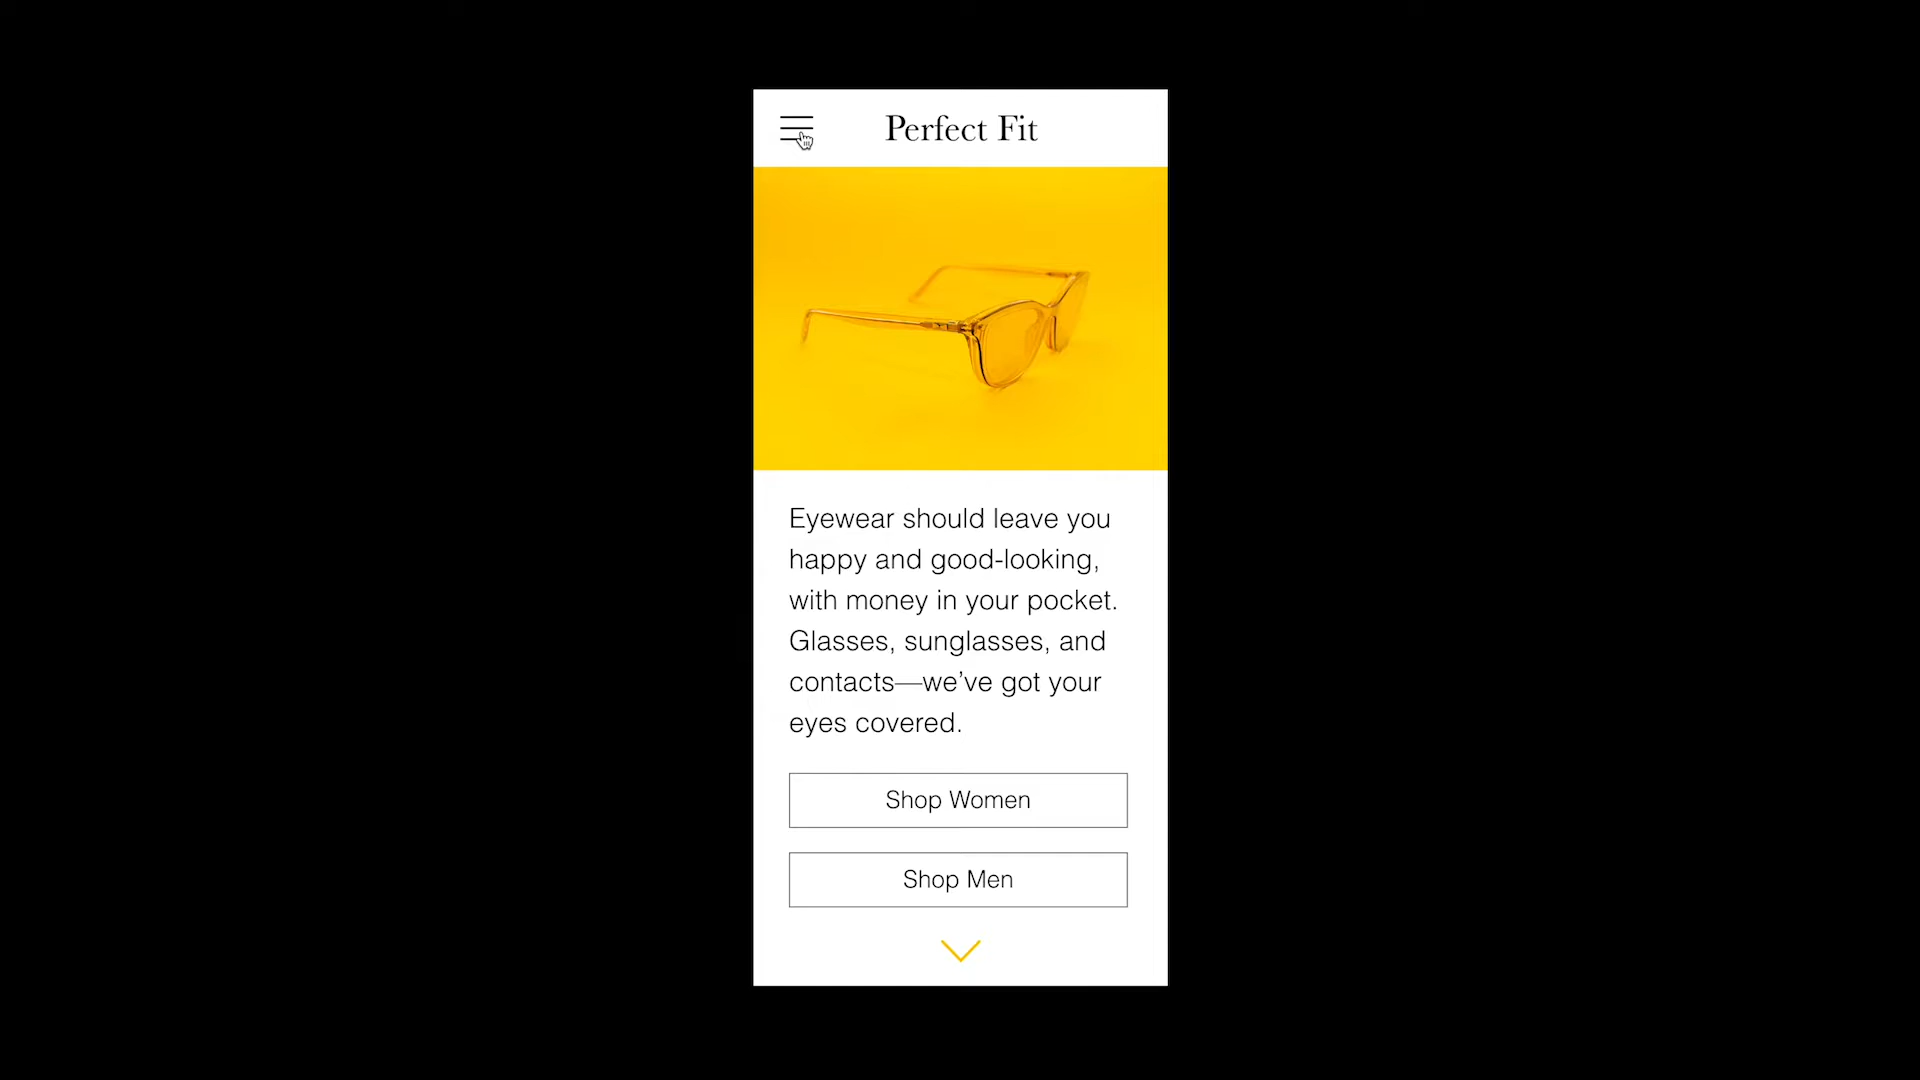 Perfect Fit
Eyewear should leave you
happy and good-looking,
with money in your pocket.
Glasses, sunglasses, and
contacts—we’ve got your
eyes covered.
Shop Women
Shop Men